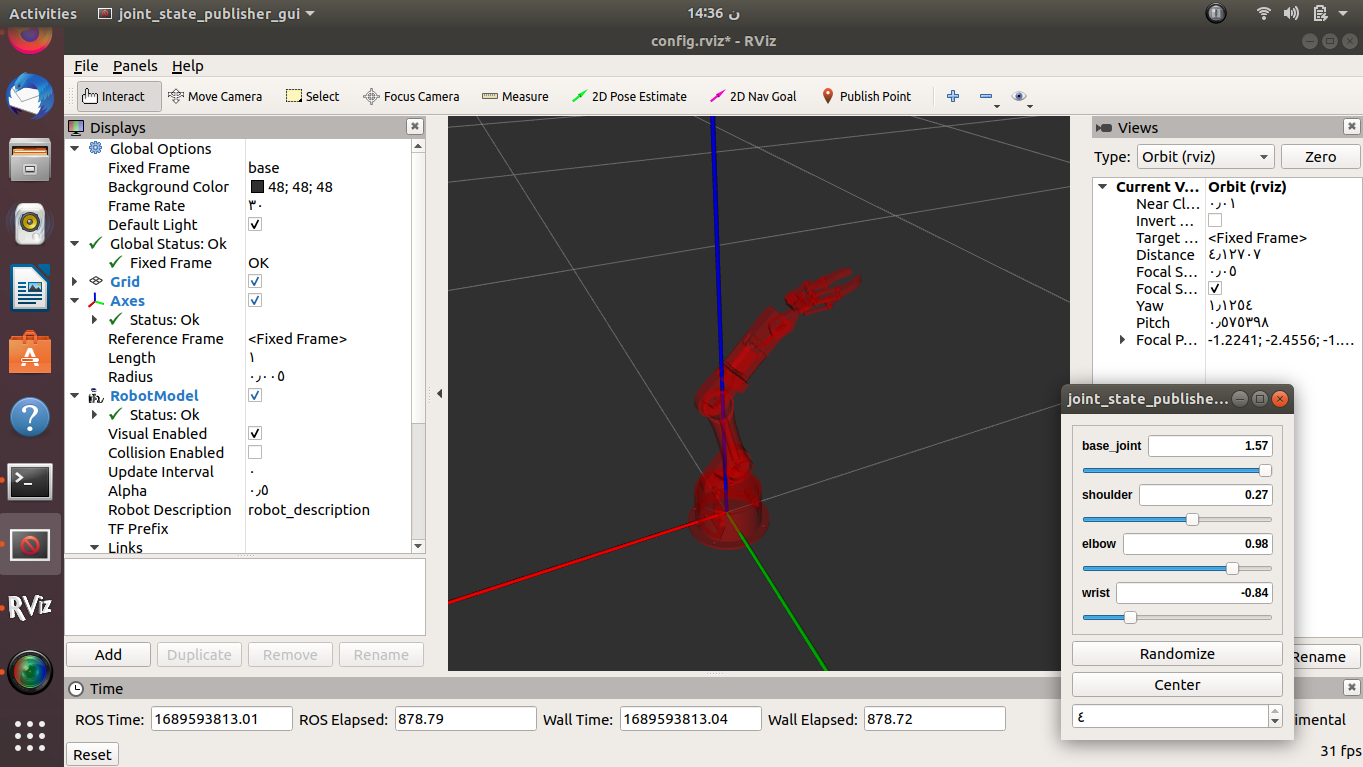 Activities joint_state_publisher_gui 14:36 ن
config.rviz* - RViz
File Panels Help
Interact Move Camera Select Focus Camera Measure 2D Pose Estimate 2D Nav Goal Publish Point
Displays
Global Options
Fixed Frame base
Background Color 48; 48; 48
Frame Rate ٣٠
Default Light
Global Status: Ok
Fixed Frame OK
Grid
Axes
Status: Ok
Reference Frame <Fixed Frame>
Length ١
Radius ٠٫٠٠٥
RobotModel
Status: Ok
Visual Enabled
Collision Enabled
Update Interval ٠
Alpha ٠٫٥
Robot Description robot_description
TF Prefix
Links
Add Duplicate Remove Rename
Views
Type: Orbit (rviz) Zero
Current V... Orbit (rviz)
Near Cl... ٠٫٠١
Invert ...
Target ... <Fixed Frame>
Distance ٤٫١٢٧٠٧
Focal S... ٠٫٠٥
Focal S...
Yaw ١٫١٢٥٤
Pitch ٠٫٥٧٥٣٩٨
Focal P... -1.2241; -2.4556; -1....
joint_state_publishe...
base_joint 1.57
shoulder 0.27
elbow 0.98
wrist -0.84
Randomize
Center
٤
Rename
Time
ROS Time: 1689593813.01 ROS Elapsed: 878.79 Wall Time: 1689593813.04 Wall Elapsed: 878.72 imental
Reset 31 fps
RViz